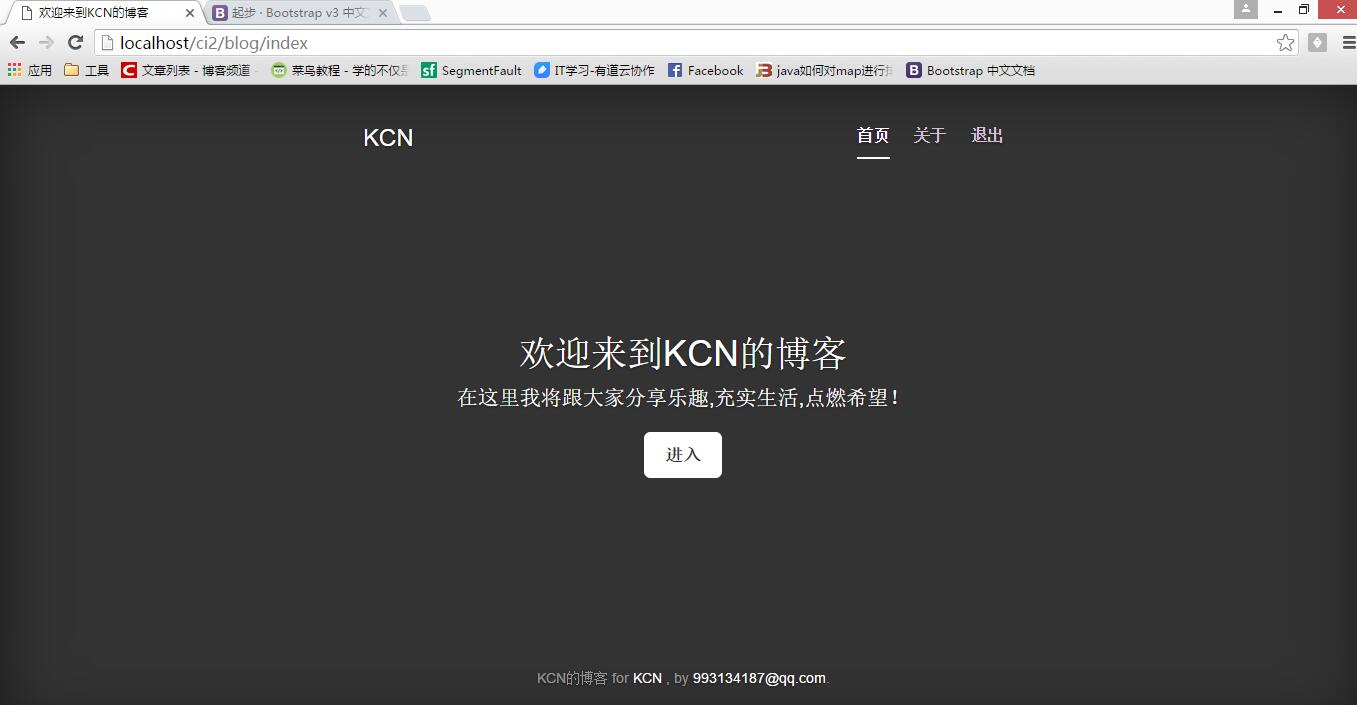 欢迎来到KCN的博客
起步 · Bootstrap v3 中文
localhost/ci2/blog/index
应用 工具 文章列表 - 博客频道 菜鸟教程 - 学的不仅是 SegmentFault IT学习-有道云协作 Facebook java如何对map进行排 Bootstrap 中文文档
KCN 首页 关于 退出
欢迎来到KCN的博客
在这里我将跟大家分享乐趣,充实生活,点燃希望！
进入
KCN的博客 for KCN , by 993134187@qq.com.